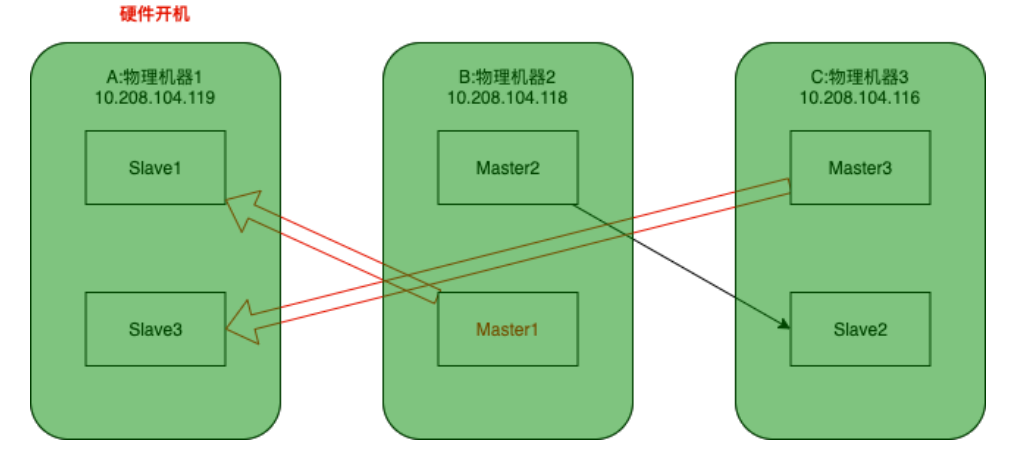 硬件开机
A:物理机器1
10.208.104.119
B:物理机器2
10.208.104.118
C:物理机器3
10.208.104.116
Slave1
Master2
Master3
Slave3
Master1
Slave2